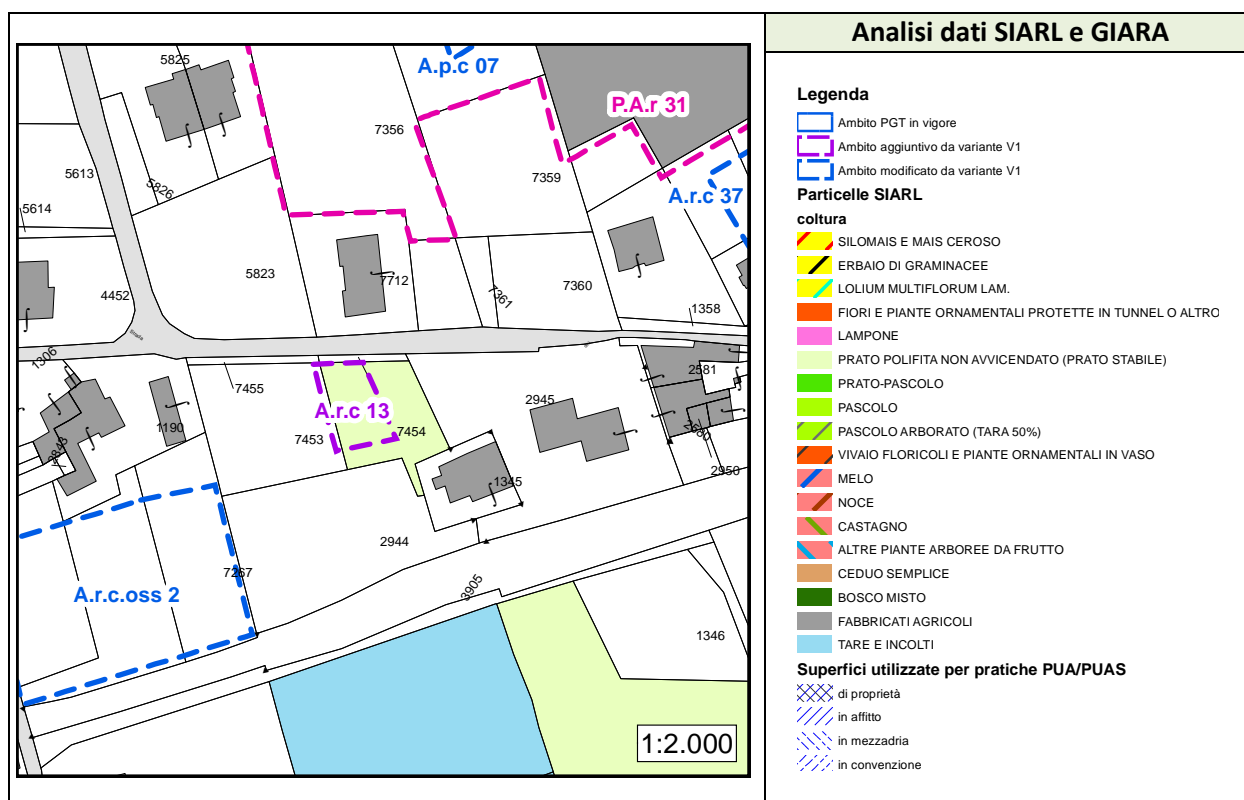 Analisi dati SIARL e GIARA
5825
A.p.c 07
P.A.r 31
7356
5613
5826
7359
A.r.c 37
5614
5823
7712
4452
7361
7360
1358
Strada
1306
7455
2581
A.r.c 13
2945
1190
7453
7454
2843
2680
2950
1345
2944
7267
A.r.c.oss 2
3905
1346
1:2.000
Legenda
Ambito PGT in vigore
Ambito aggiuntivo da variante V1
Ambito modificato da variante V1
Particelle SIARL
coltura
SILOMAIS E MAIS CEROSO
ERBAIO DI GRAMINACEE
LOLIUM MULTIFLORUM LAM.
FIORI E PIANTE ORNAMENTALI PROTETTE IN TUNNEL O ALTRO
LAMPONE
PRATO POLIFITA NON AVVICENDATO (PRATO STABILE)
PRATO-PASCOLO
PASCOLO
PASCOLO ARBORATO (TARA 50%)
VIVAIO FLORICOLI E PIANTE ORNAMENTALI IN VASO
MELO
NOCE
CASTAGNO
ALTRE PIANTE ARBOREE DA FRUTTO
CEDUO SEMPLICE
BOSCO MISTO
FABBRICATI AGRICOLI
TARE E INCOLTI
Superfici utilizzate per pratiche PUA/PUAS
di proprietà
in affitto
in mezzadria
in convenzione